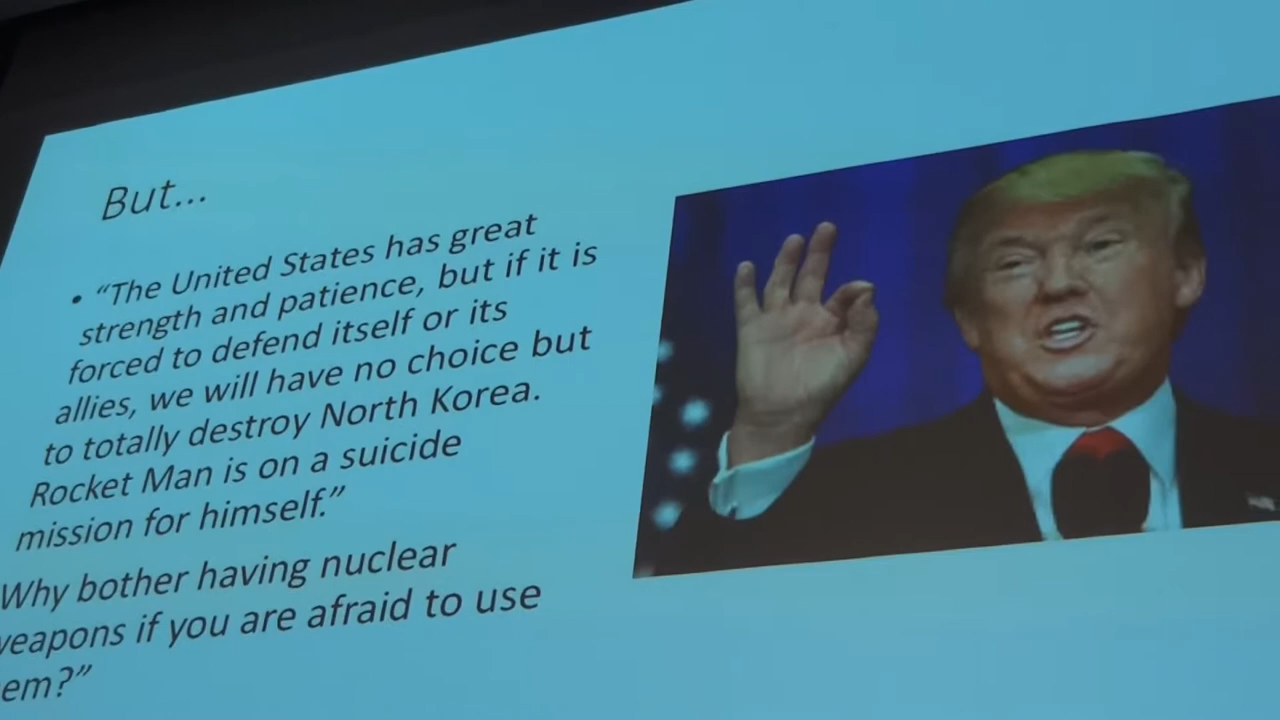 But...
• “The United States has great
strength and patience, but if it is
forced to defend itself or its
allies, we will have no choice but
to totally destroy North Korea.
Rocket Man is on a suicide
mission for himself.”
Why bother having nuclear
weapons if you are afraid to use
em?”